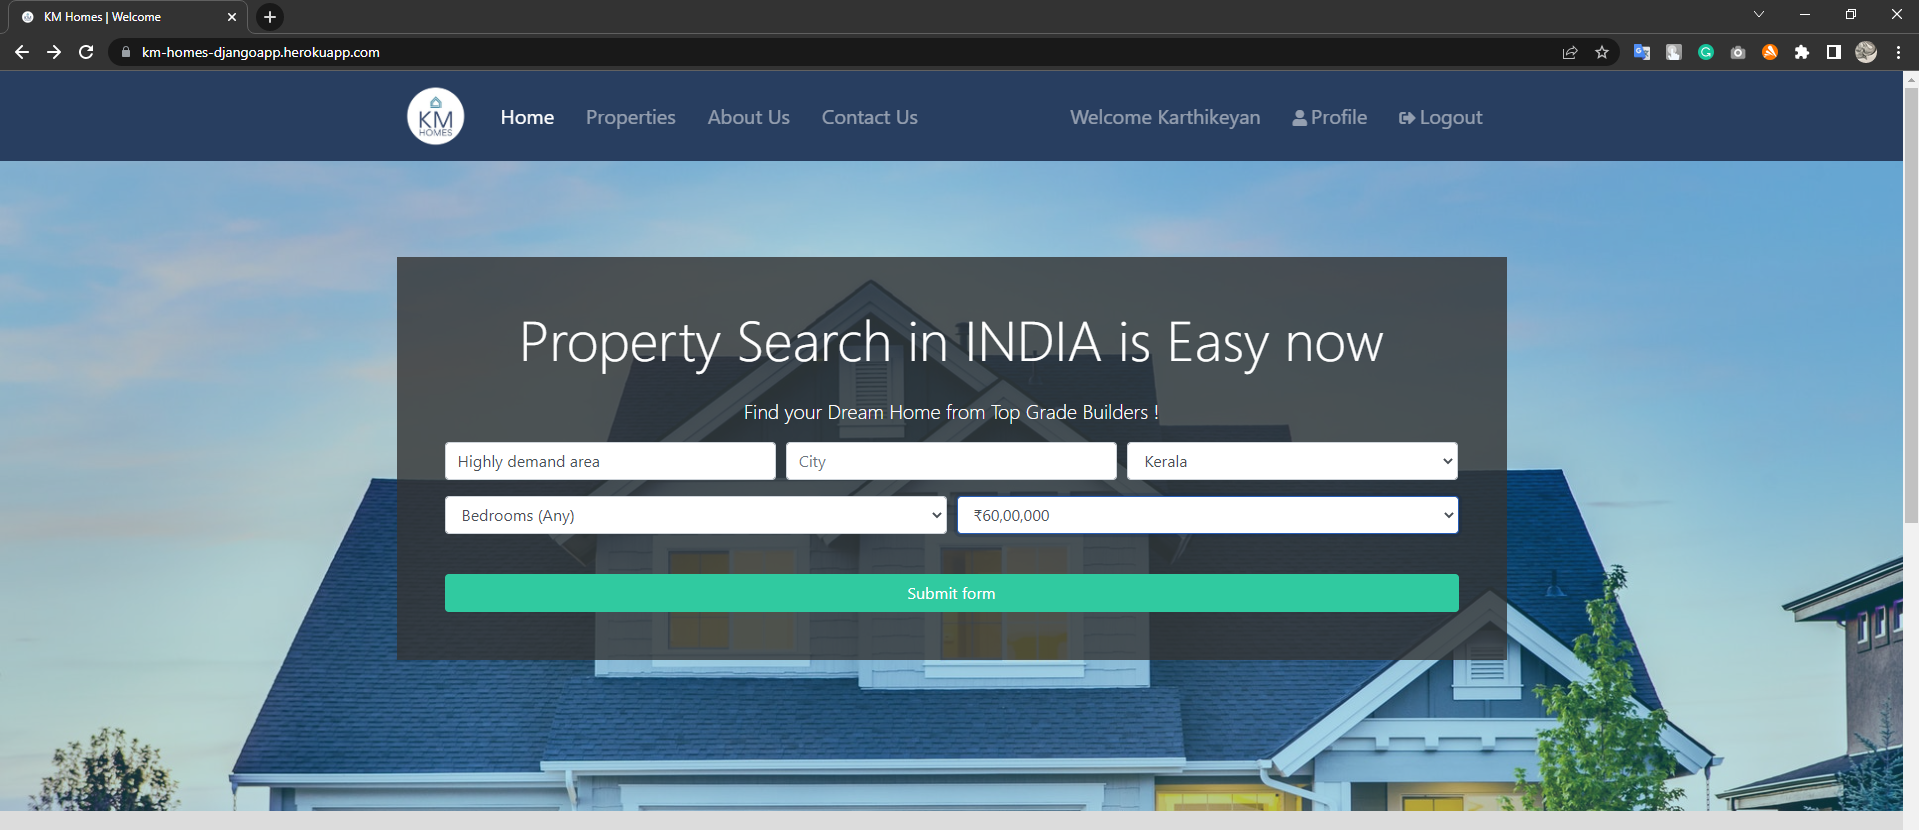 KM Homes | Welcome
km-homes-djangoapp.herokuapp.com
KM
HOMES
Home Properties About Us Contact Us Welcome Karthikeyan Profile Logout
Property Search in INDIA is Easy now
Find your Dream Home from Top Grade Builders !
Highly demand area City Kerala
Bedrooms (Any) ₹60,00,000
Submit form